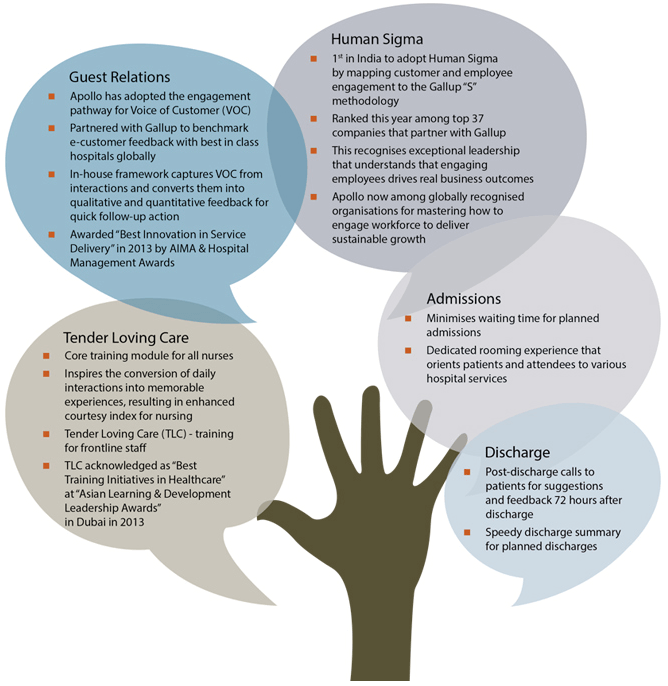 Guest Relations
Apollo has adopted the engagement
pathway for Voice of Customer (VOC)
Partnered with Gallup to benchmark
e-customer feedback with best in class
hospitals globally
In-house framework captures VOC from
interactions and converts them into
qualitative and quantitative feedback for
quick follow-up action
Awarded “Best Innovation in Service
Delivery” in 2013 by AIMA & Hospital
Management Awards
Human Sigma
1st in India to adopt Human Sigma
by mapping customer and employee
engagement to the Gallup “S”
methodology
Ranked this year among top 37
companies that partner with Gallup
This recognises exceptional leadership
that understands that engaging
employees drives real business outcomes
Apollo now among globally recognised
organisations for mastering how to
engage workforce to deliver
sustainable growth
Tender Loving Care
Core training module for all nurses
Inspires the conversion of daily
interactions into memorable
experiences, resulting in enhanced
courtesy index for nursing
Tender Loving Care (TLC) - training
for frontline staff
TLC acknowledged as “Best
Training Initiatives in Healthcare”
at “Asian Learning & Development
Leadership Awards”
in Dubai in 2013
Admissions
Minimises waiting time for planned
admissions
Dedicated rooming experience that
orients patients and attendees to various
hospital services
Discharge
Post-discharge calls to
patients for suggestions
and feedback 72 hours after
discharge
Speedy discharge summary
for planned discharges